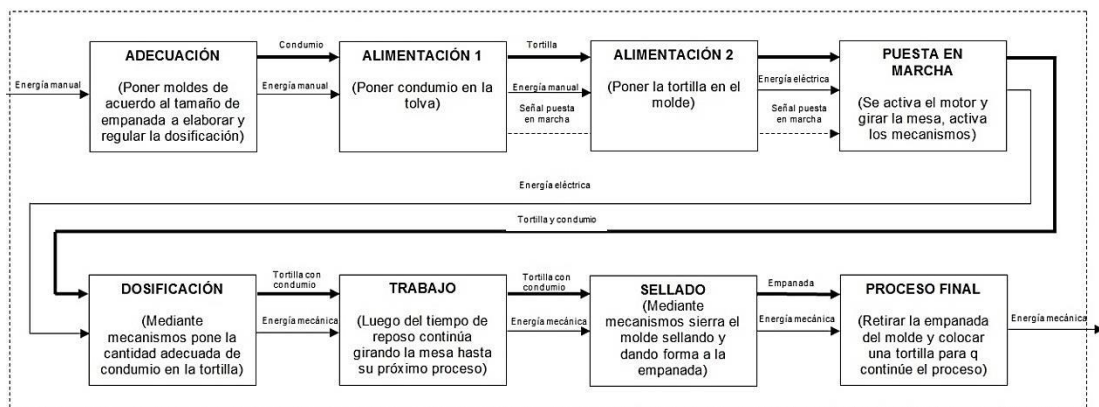 ADECUACIÓN
(Poner moldes de
acuerdo al tamaño de
empanada a elaborar y
regular la dosificación)
Energía manual
Condumio
Energía manual
ALIMENTACIÓN 1
(Poner condumio en la
tolva)
Tortilla
Energía manual
Señal puesta
en marcha
ALIMENTACIÓN 2
(Poner la tortilla en el
molde)
Energía eléctrica
Señal puesta
en marcha
PUESTA EN
MARCHA
(Se activa el motor y
girar la mesa, activa
los mecanismos)
Energía eléctrica
Tortilla y condumio
DOSIFICACIÓN
(Mediante
mecanismos pone la
cantidad adecuada de
condumio en la tortilla)
Tortilla con
condumio
Energía mecánica
TRABAJO
(Luego del tiempo de
reposo continúa
girando la mesa hasta
su próximo proceso)
Tortilla con
condumio
Energía mecánica
SELLADO
(Mediante
mecanismos sierra el
molde sellando y
dando forma a la
empanada)
Empanada
Energía mecánica
PROCESO FINAL
(Retirar la empanada
del molde y colocar
una tortilla para q
continúe el proceso)
Energía mecánica